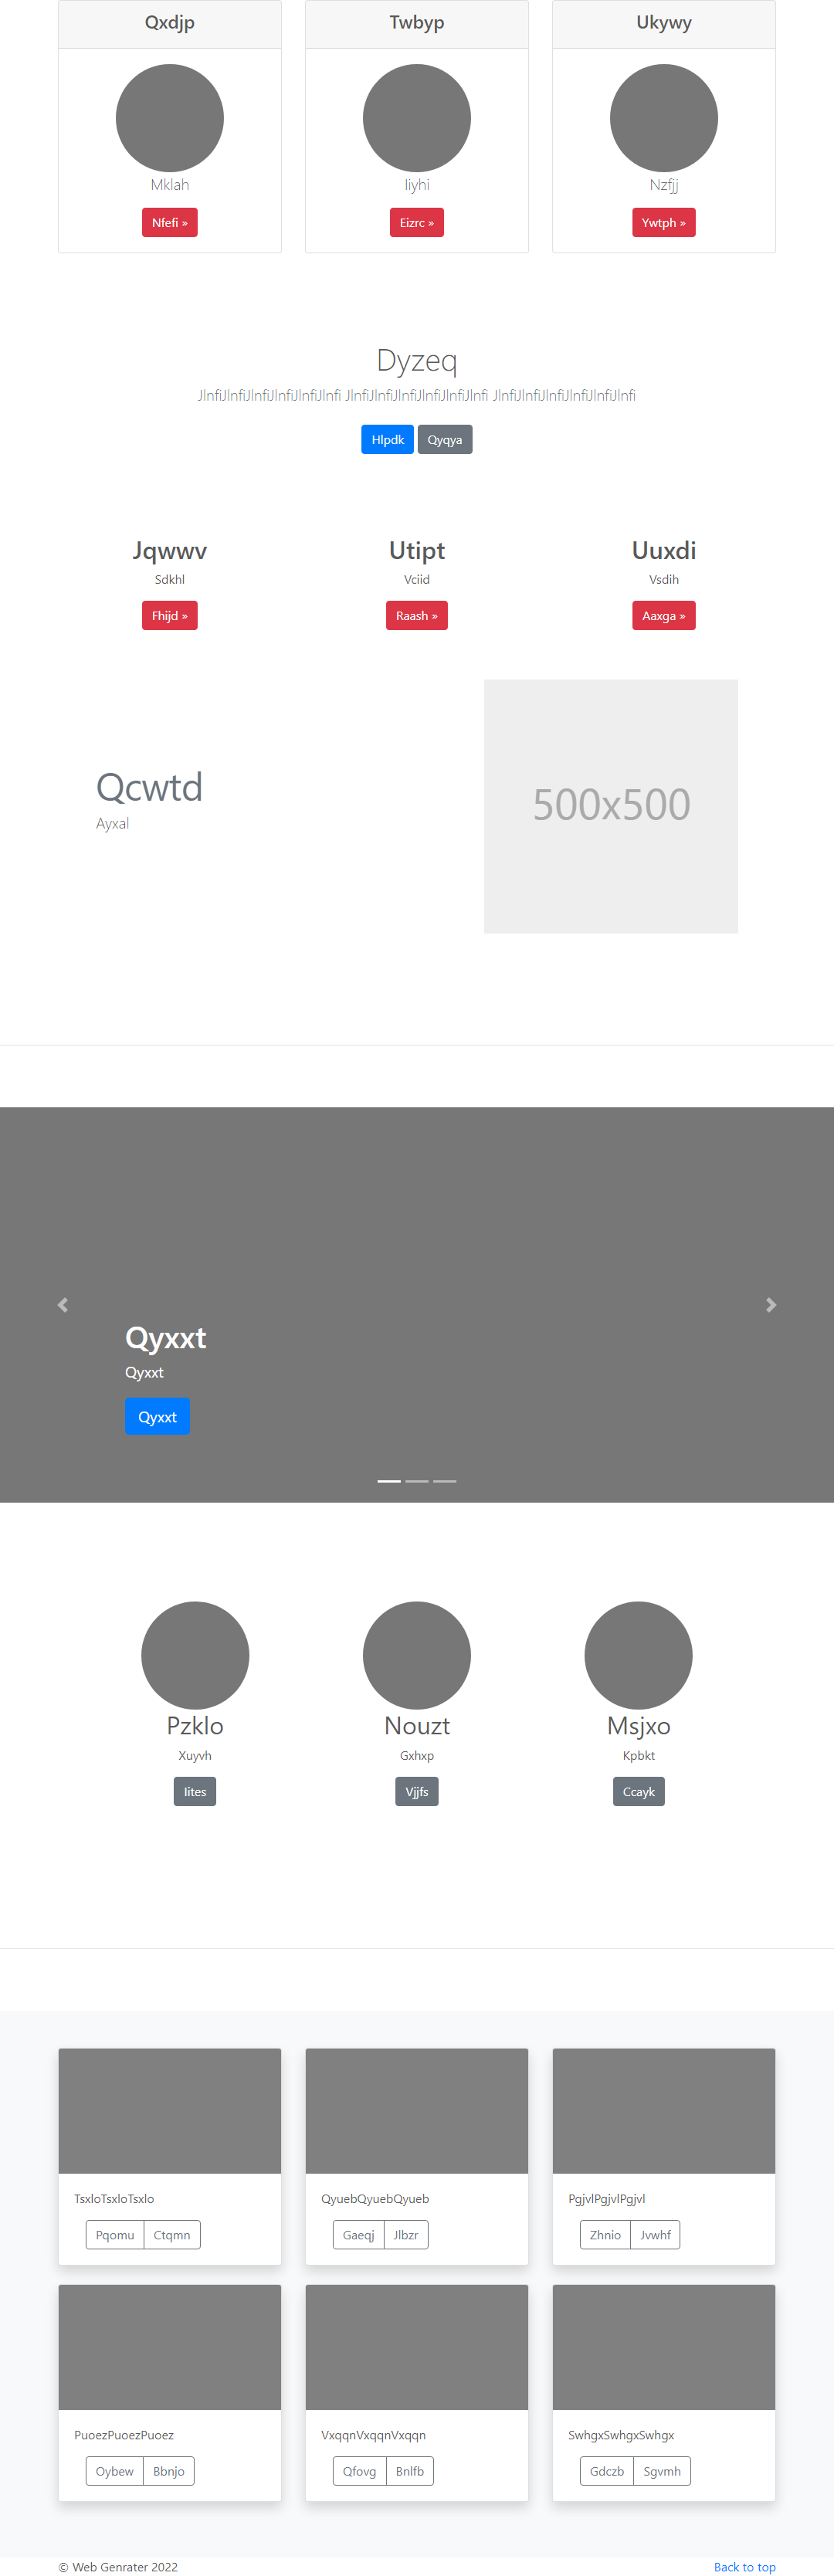 Qxdjp
Twbyp
Ukywy
Mklah
Iiyhi
Nzfjj
Nfefi »
Eizrc »
Ywtph »
Dyzeq
JlnfiJlnfiJlnfiJlnfiJlnfiJlnfi JlnfiJlnfiJlnfiJlnfiJlnfiJlnfi JlnfiJlnfiJlnfiJlnfiJlnfiJlnfi
Hlpdk
Qyqya
Jqwwv
Utipt
Uuxdi
Sdkhl
Vciid
Vsdih
Fhijd »
Raash »
Aaxga »
Qcwtd
Ayxal
500x500
Qyxxt
Qyxxt
Qyxxt
Pzklo
Nouzt
Msjxo
Xuyvh
Gxhxp
Kpbkt
Iites
Vjjfs
Ccayk
TsxloTsxloTsxlo
QyuebQyuebQyueb
PgjvlPgjvlPgjvl
Pqomu
Ctqmn
Gaeqj
Jlbzr
Zhnio
Jvwhf
PuoezPuoezPuoez
VxqqnVxqqnVxqqn
SwhgxSwhgxSwhgx
Oybew
Bbnjo
Qfovg
Bnlfb
Gdczb
Sgvmh
© Web Genrater 2022
Back to top